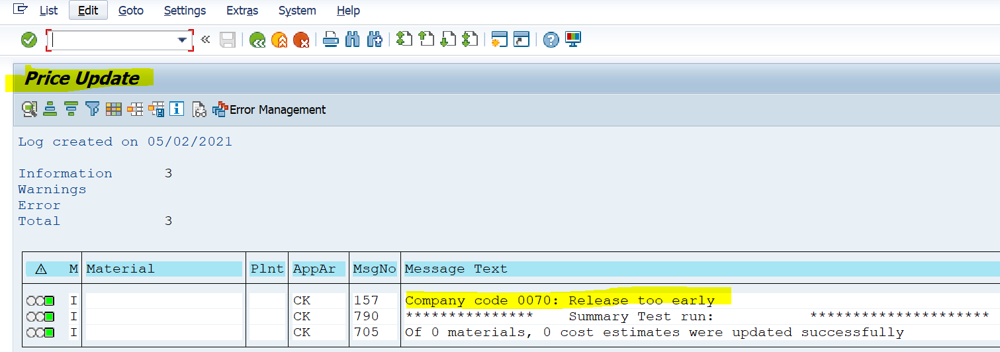 List Edit Goto Settings Extras System Help
Price Update
Error Management
Log created on 05/02/2021
Information 3
Warnings
Error
Total 3
M Material Plnt AppAr MsgNo Message Text
I CK 157 Company code 0070: Release too early
I CK 790 *************** Summary Test run: *********************
I CK 705 Of 0 materials, 0 cost estimates were updated successfully